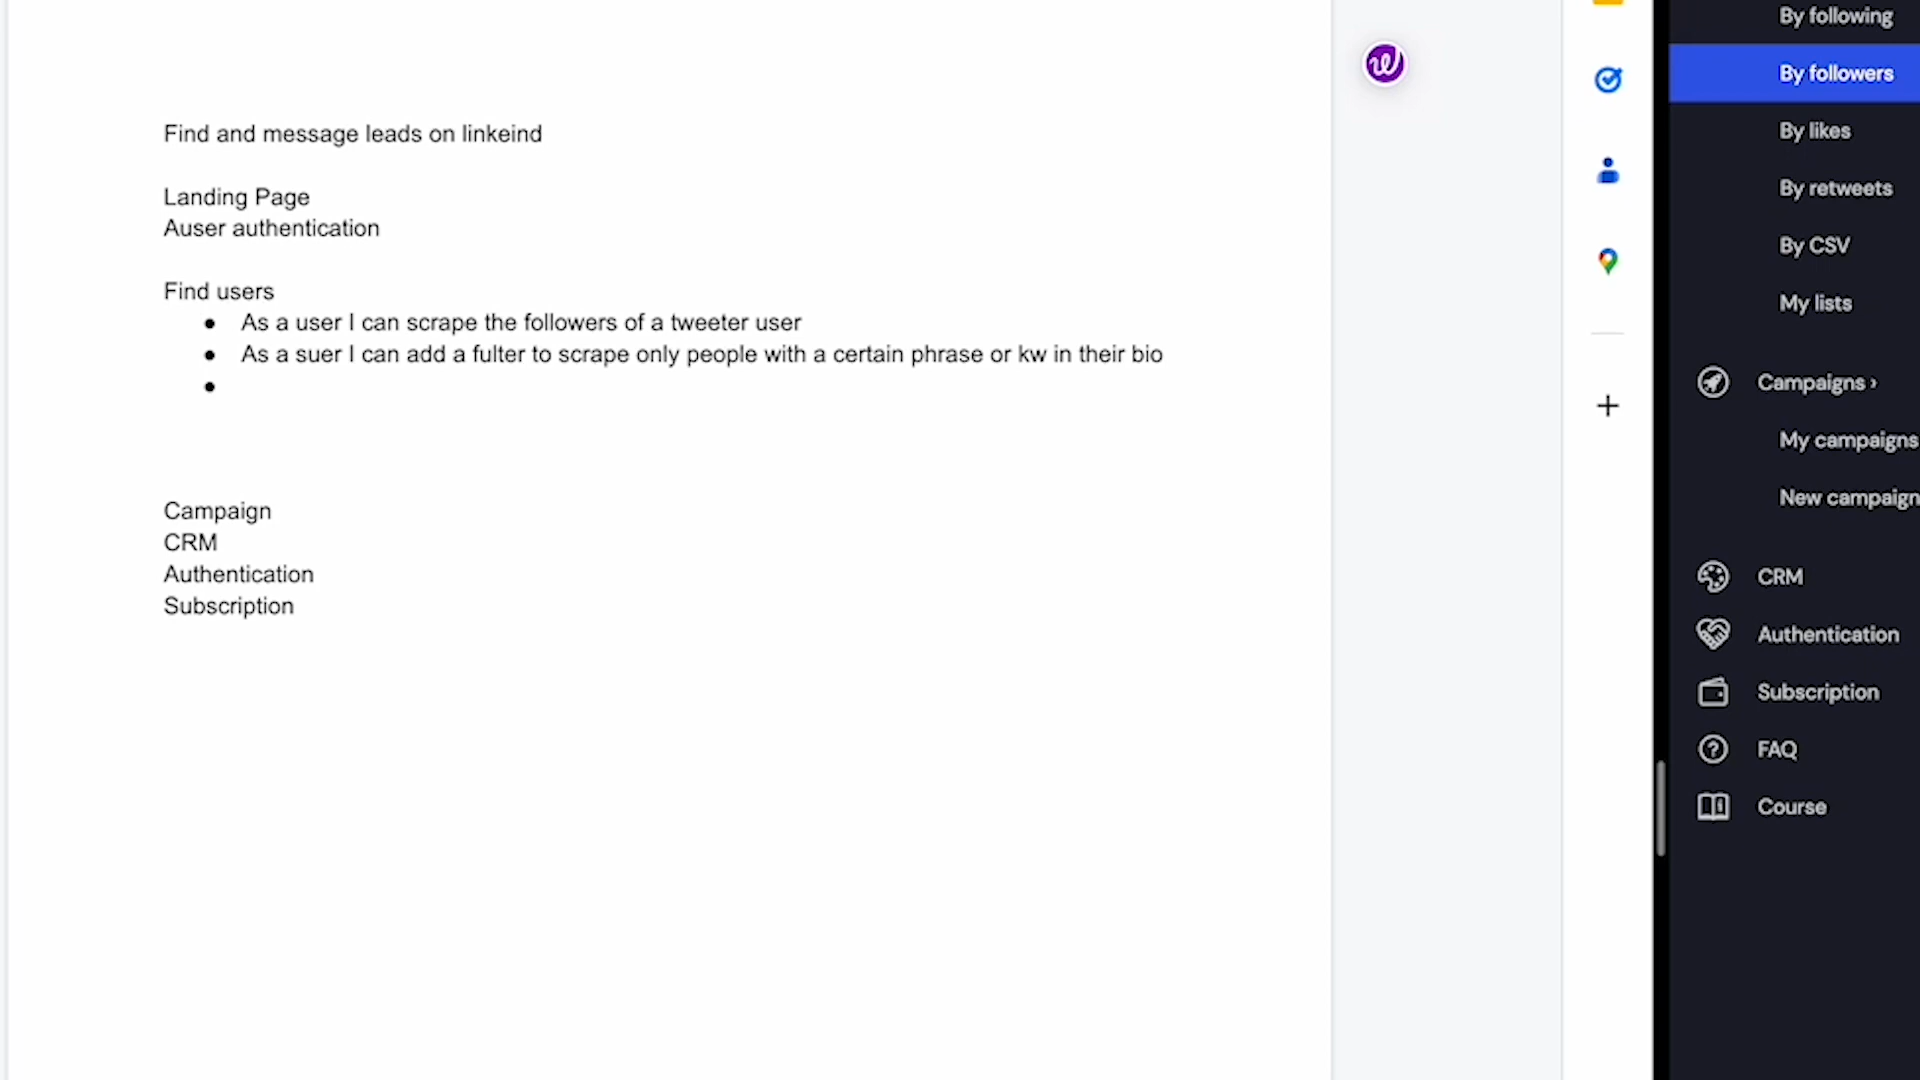 Find and message leads on linkeind
Landing Page
Auser authentication
Find users
As a user I can scrape the followers of a tweeter user
As a suer I can add a fulter to scrape only people with a certain phrase or kw in their bio
Campaign
CRM
Authentication
Subscription
By following
By followers
By likes
By retweets
By CSV
My lists
Campaigns ›
My campaigns
New campaign
CRM
Authentication
Subscription
FAQ
Course